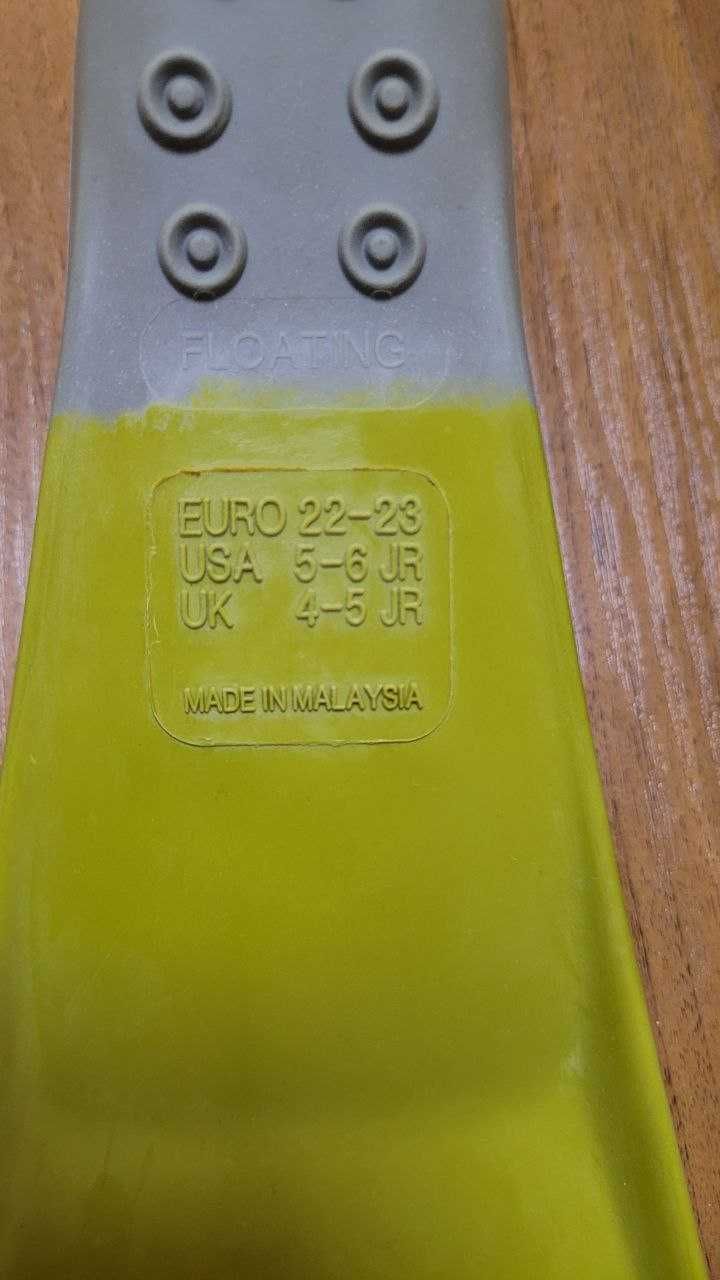 FLOATING
EURO 22-23
USA 5-6 JR
UK 4-5 JR
MADE IN MALAYSIA